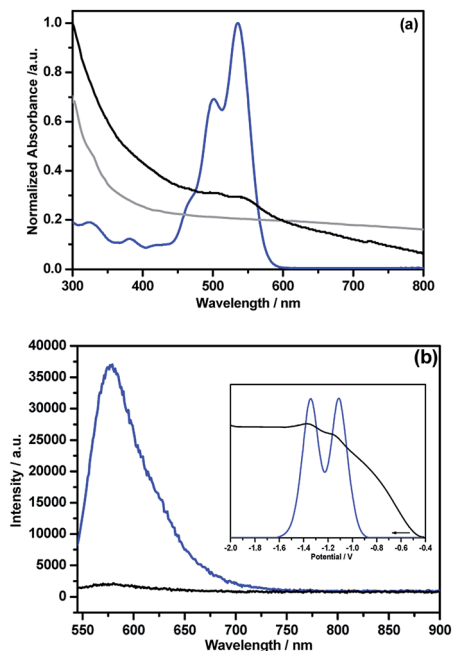 (a)
Normalized Absorbance /a.u.
1.0
0.8
0.6
0.4
0.2
0.0
300 400 500 600 700 800
Wavelength / nm
(b)
Intensity / a.u.
40000
35000
30000
25000
20000
15000
10000
5000
0
-2.0 -1.8 -1.6 -1.4 -1.2 -1.0 -0.8 -0.6 -0.4
Potential / V
550 600 650 700 750 800 850 900
Wavelength / nm